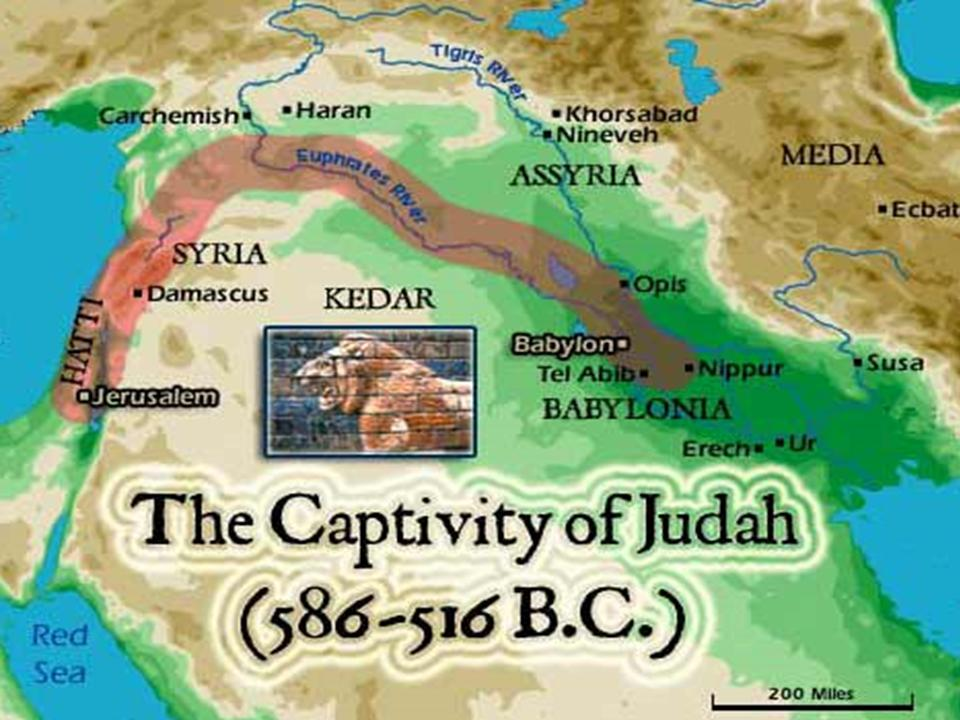 Tigris River
Carchemish
Haran
Khorsabad
Nineveh
MEDIA
Euphrates River
ASSYRIA
Ecbat
SYRIA
Opis
Damascus
KEDAR
HATTI
Babylon
Tel Abib
Nippur
Susa
Jerusalem
BABYLONIA
Erech
Ur
The Captivity of Judah
(586-516 B.C.)
Red
Sea
200 Miles